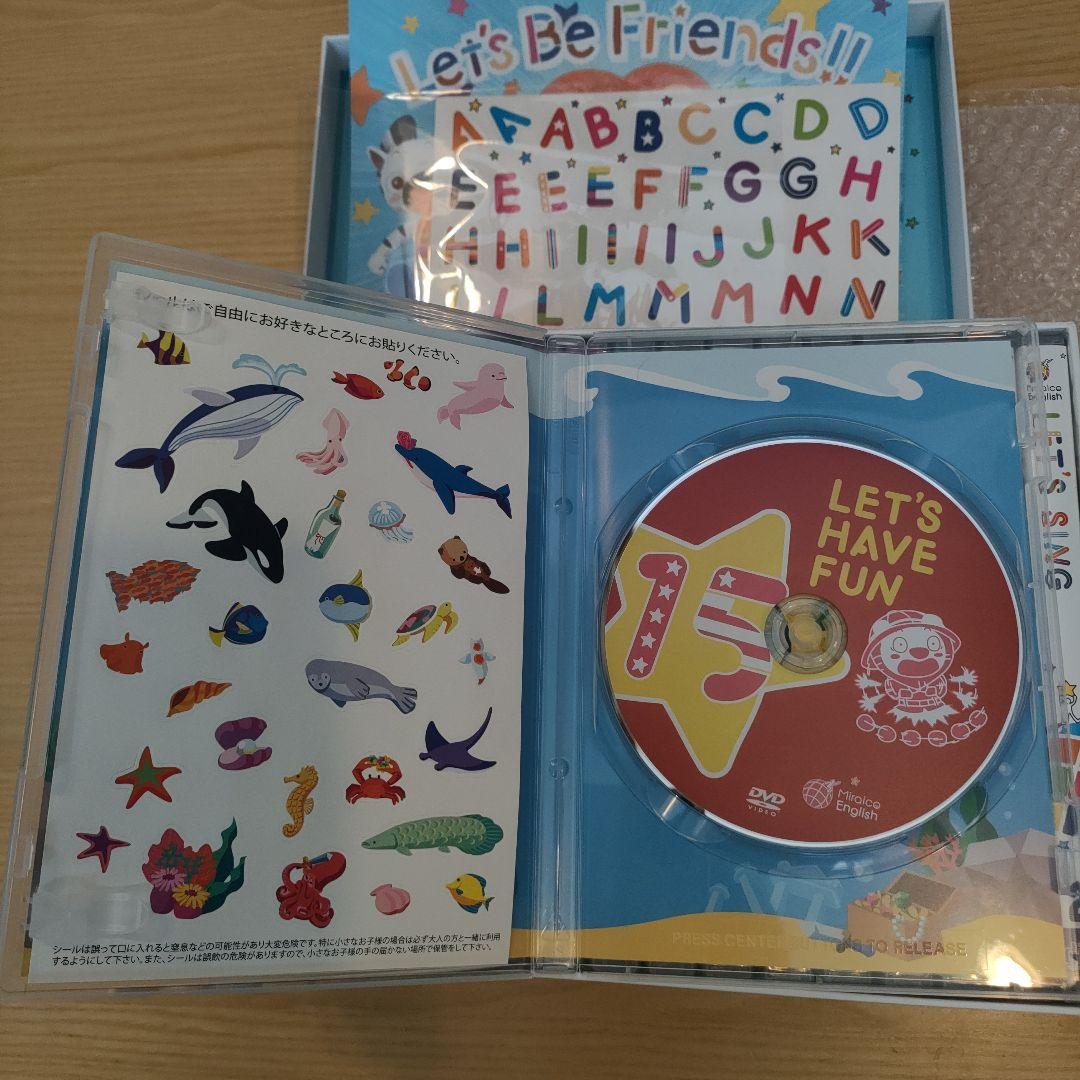 Let's Be Friends!!
A A A B B C C D D
E E E E F F G G H
H H I I I I J J K K
L L M M M N N
シールはご自由にお好きなところにお貼りください。
Miraico
English
LET'S SING
LET'S
HAVE
FUN
15
DVD
VIDEO
Miraico
English
PRESS CENTER
TO RELEASE
シールは誤って口に入れると窒息などの可能性があり大変危険です。特に小さなお子様の場合は必ず大人の方と一緒に利用
するようにして下さい。また、シールは誤飲の危険がありますので、小さなお子様の手の届かない場所で保管をして下さい。